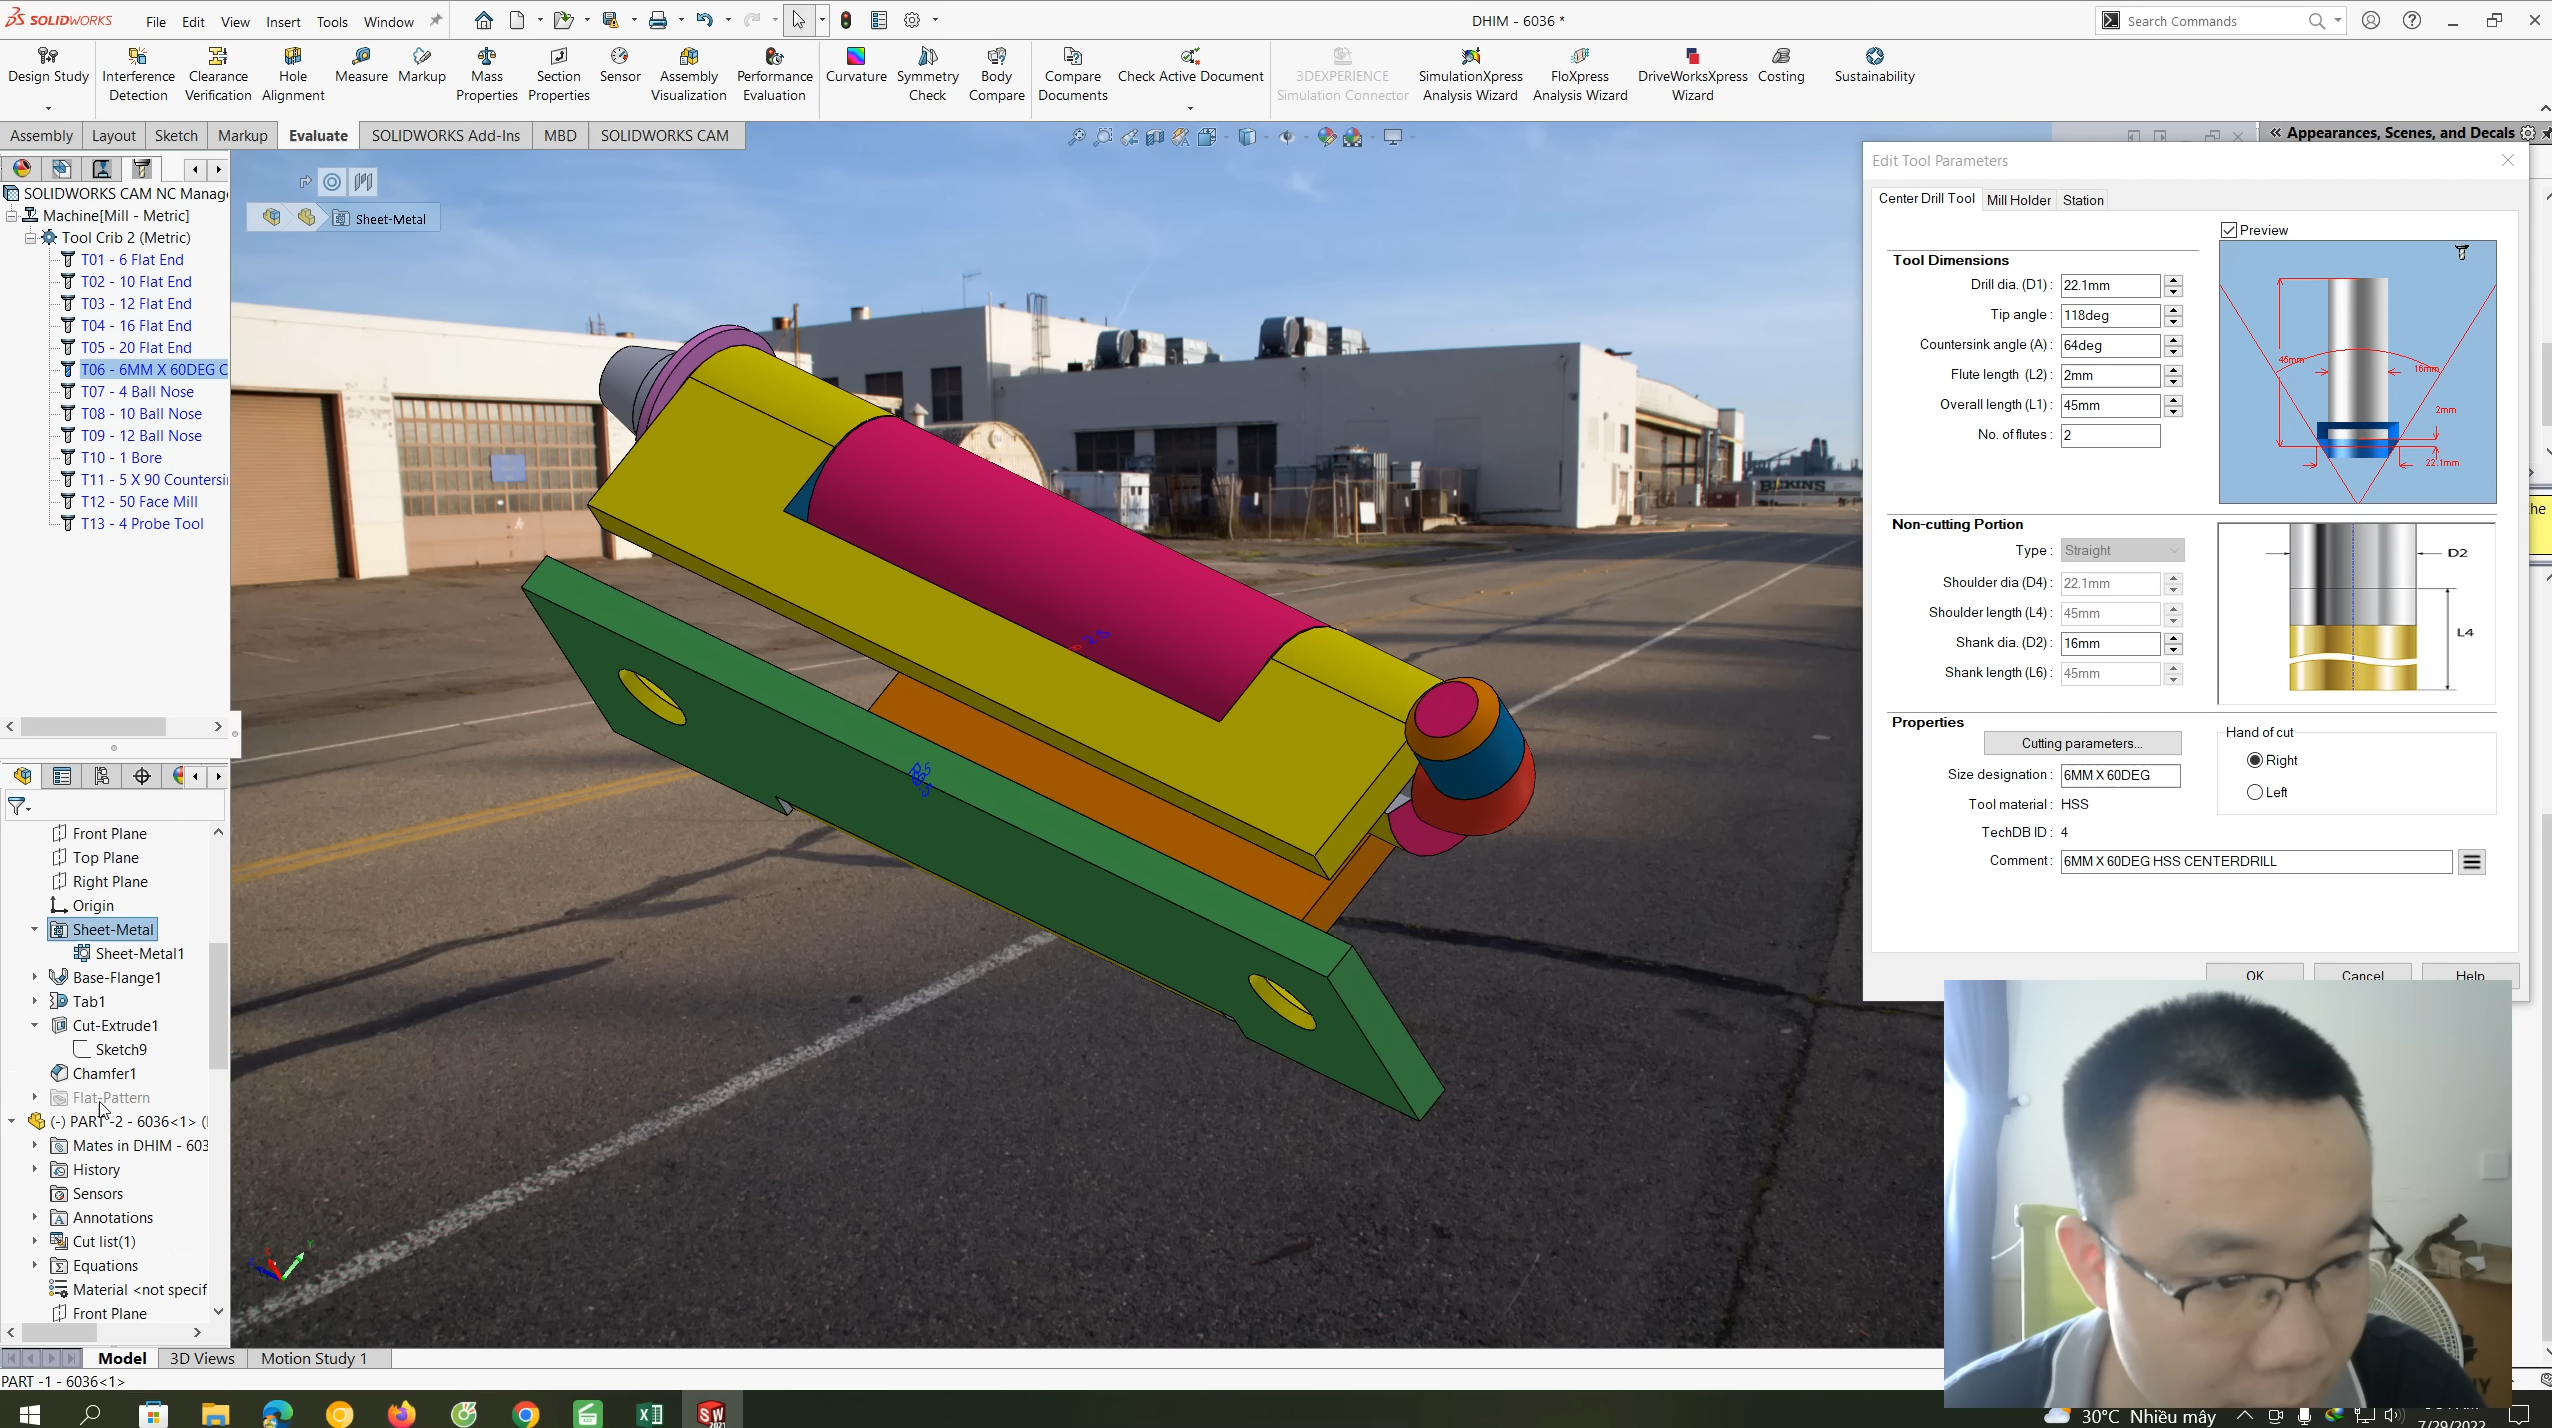 SOLIDWORKS File Edit View Insert Tools Window DHIM - 6036 * Search Commands
Design Study Interference Detection Clearance Verification Hole Alignment Measure Markup Mass Properties Section Properties Sensor Assembly Visualization Performance Evaluation Curvature Symmetry Check Body Compare Compare Documents Check Active Document 3DEXPERIENCE Simulation Connector SimulationXpress Analysis Wizard FloXpress Analysis Wizard DriveWorksXpress Wizard Costing Sustainability
Assembly Layout Sketch Markup Evaluate SOLIDWORKS Add-Ins MBD SOLIDWORKS CAM
Appearances, Scenes, and Decals
SOLIDWORKS CAM NC Manag
Machine[Mill - Metric]
Tool Crib 2 (Metric)
T01 - 6 Flat End
T02 - 10 Flat End
T03 - 12 Flat End
T04 - 16 Flat End
T05 - 20 Flat End
T06 - 6MM X 60DEG C
T07 - 4 Ball Nose
T08 - 10 Ball Nose
T09 - 12 Ball Nose
T10 - 1 Bore
T11 - 5 X 90 Countersi
T12 - 50 Face Mill
T13 - 4 Probe Tool
Front Plane
Top Plane
Right Plane
Origin
Sheet-Metal
Sheet-Metal1
Base-Flange1
Tab1
Cut-Extrude1
Sketch9
Chamfer1
Flat-Pattern
(-) PART -2 - 6036<1> (
Mates in DHIM - 603
History
Sensors
Annotations
Cut list(1)
Equations
Material <not specif
Front Plane
Sheet-Metal
Edit Tool Parameters
Center Drill Tool Mill Holder Station
Preview
Tool Dimensions
Drill dia. (D1) : 22.1mm
Tip angle : 118deg
Countersink angle (A) : 64deg
Flute length (L2) : 2mm
Overall length (L1) : 45mm
No. of flutes : 2
45mm
16mm
2mm
22.1mm
Non-cutting Portion
Type : Straight
Shoulder dia (D4) : 22.1mm
Shoulder length (L4) : 45mm
Shank dia. (D2) : 16mm
Shank length (L6) : 45mm
D2
L4
Properties
Cutting parameters...
Size designation : 6MM X 60DEG
Tool material : HSS
TechDB ID : 4
Comment : 6MM X 60DEG HSS CENTERDRILL
Hand of cut
Right
Left
OK Cancel Help
the
Model 3D Views Motion Study 1
PART -1 - 6036<1>
30°C Nhiều mây
7/29/2022